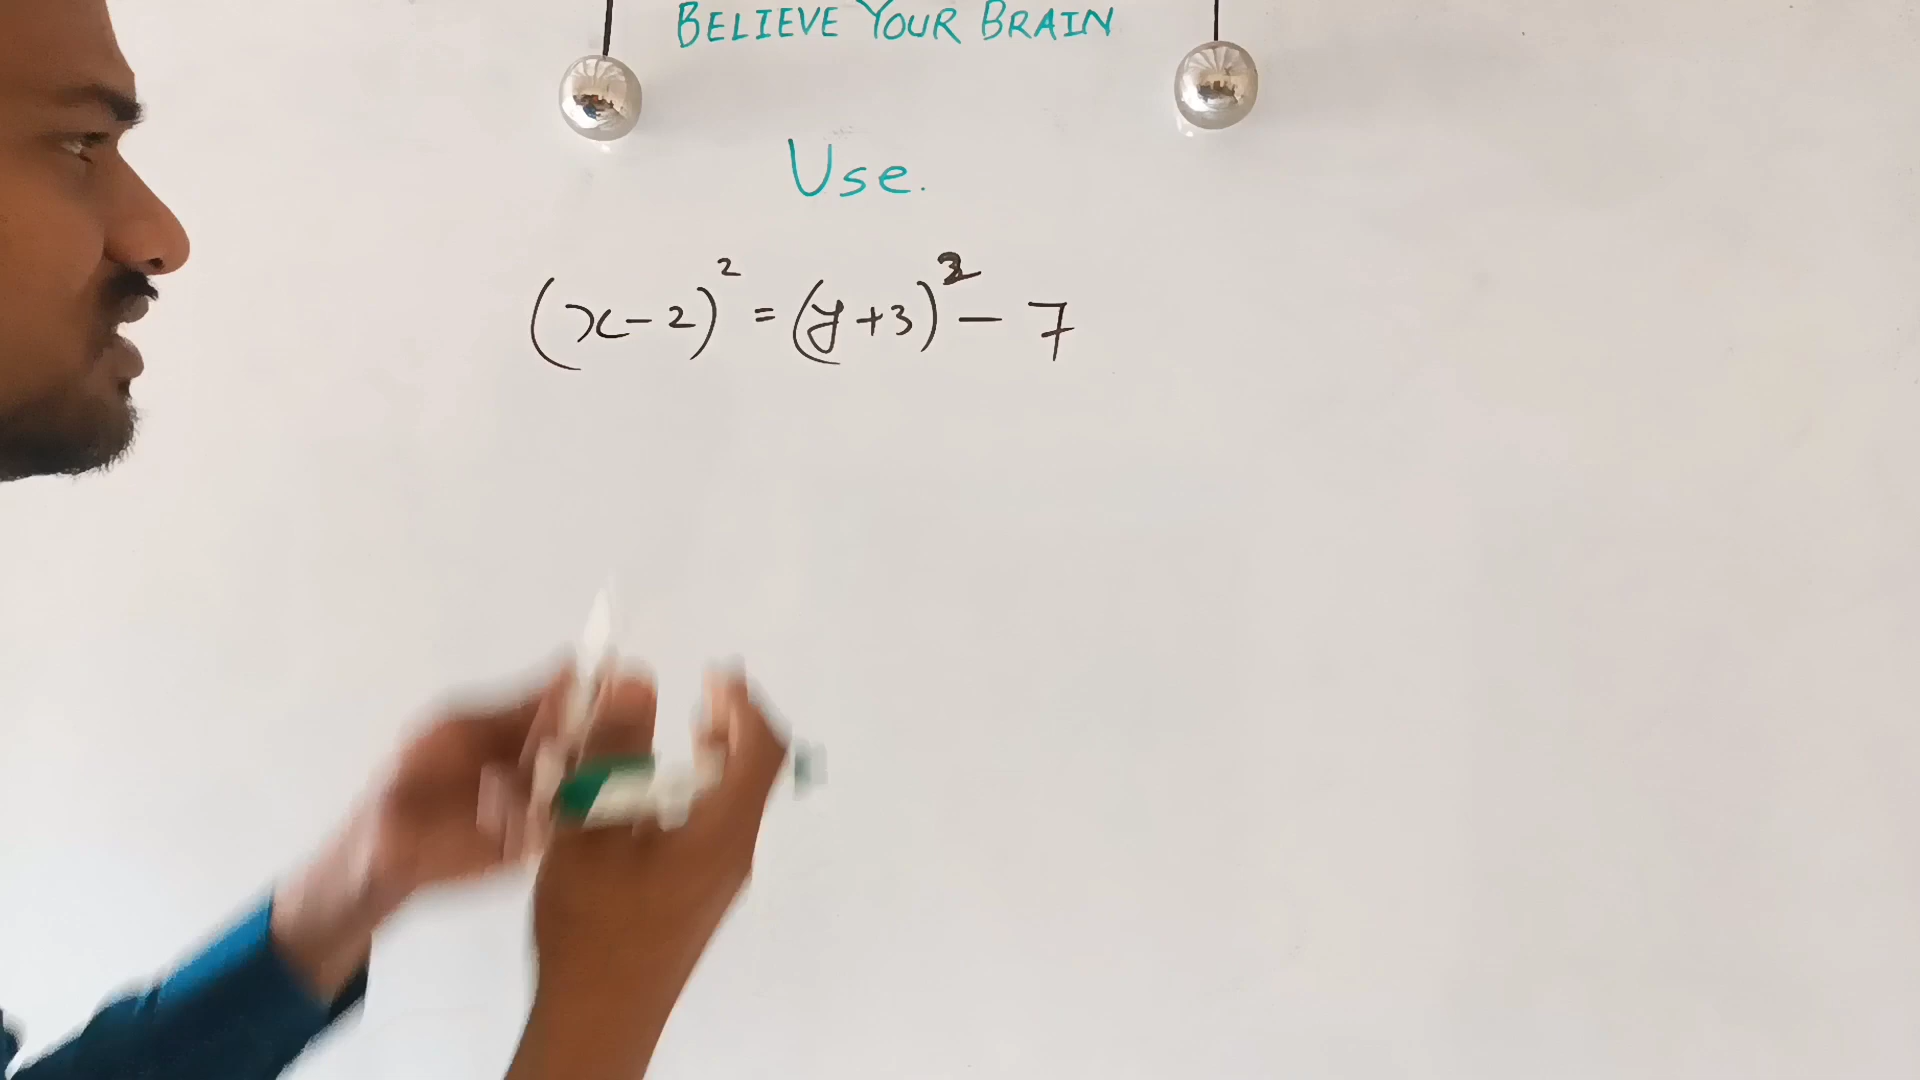 BELIEVE YOUR BRAIN
Use.
(x-2)² = (y+3)² - 7